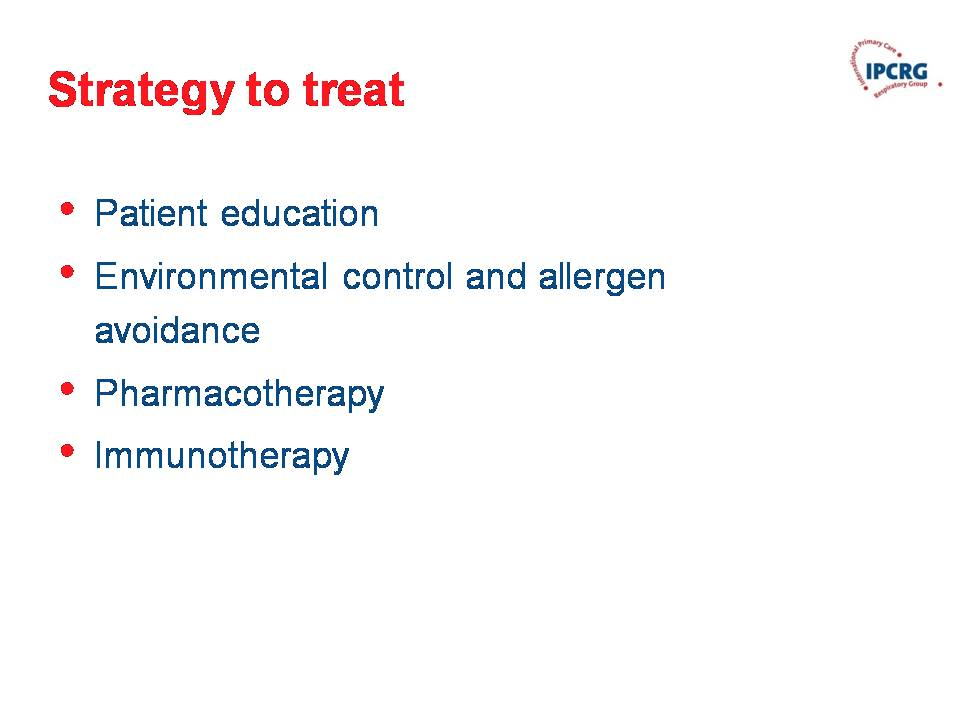 Strategy to treat
International Primary Care
IPCRG
Respiratory Group
• Patient education
• Environmental control and allergen
avoidance
• Pharmacotherapy
• Immunotherapy